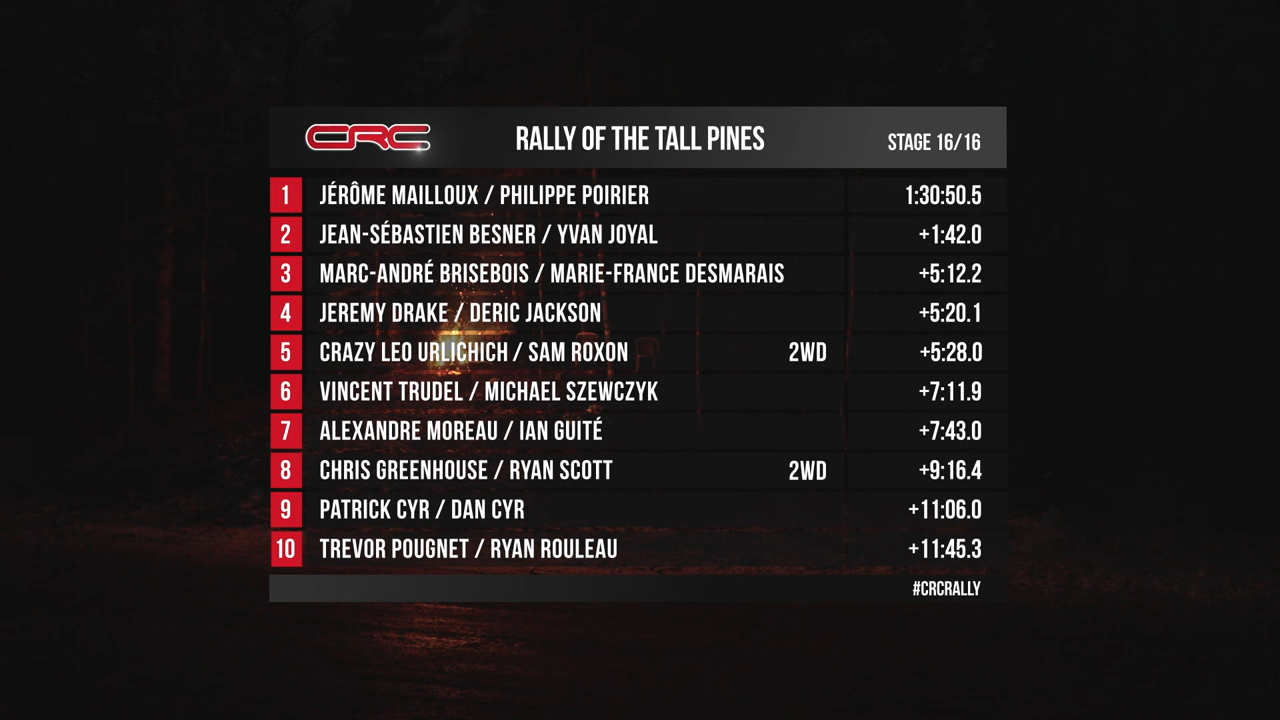 CRC RALLY OF THE TALL PINES STAGE 16/16
1 JÉRÔME MAILLOUX / PHILIPPE POIRIER 1:30:50.5
2 JEAN-SÉBASTIEN BESNER / YVAN JOYAL +1:42.0
3 MARC-ANDRÉ BRISEBOIS / MARIE-FRANCE DESMARAIS +5:12.2
4 JEREMY DRAKE / DERIC JACKSON +5:20.1
5 CRAZY LEO URLICHICH / SAM ROXON 2WD +5:28.0
6 VINCENT TRUDEL / MICHAEL SZEWCZYK +7:11.9
7 ALEXANDRE MOREAU / IAN GUITÉ +7:43.0
8 CHRIS GREENHOUSE / RYAN SCOTT 2WD +9:16.4
9 PATRICK CYR / DAN CYR +11:06.0
10 TREVOR POUGNET / RYAN ROULEAU +11:45.3
#CRCRALLY